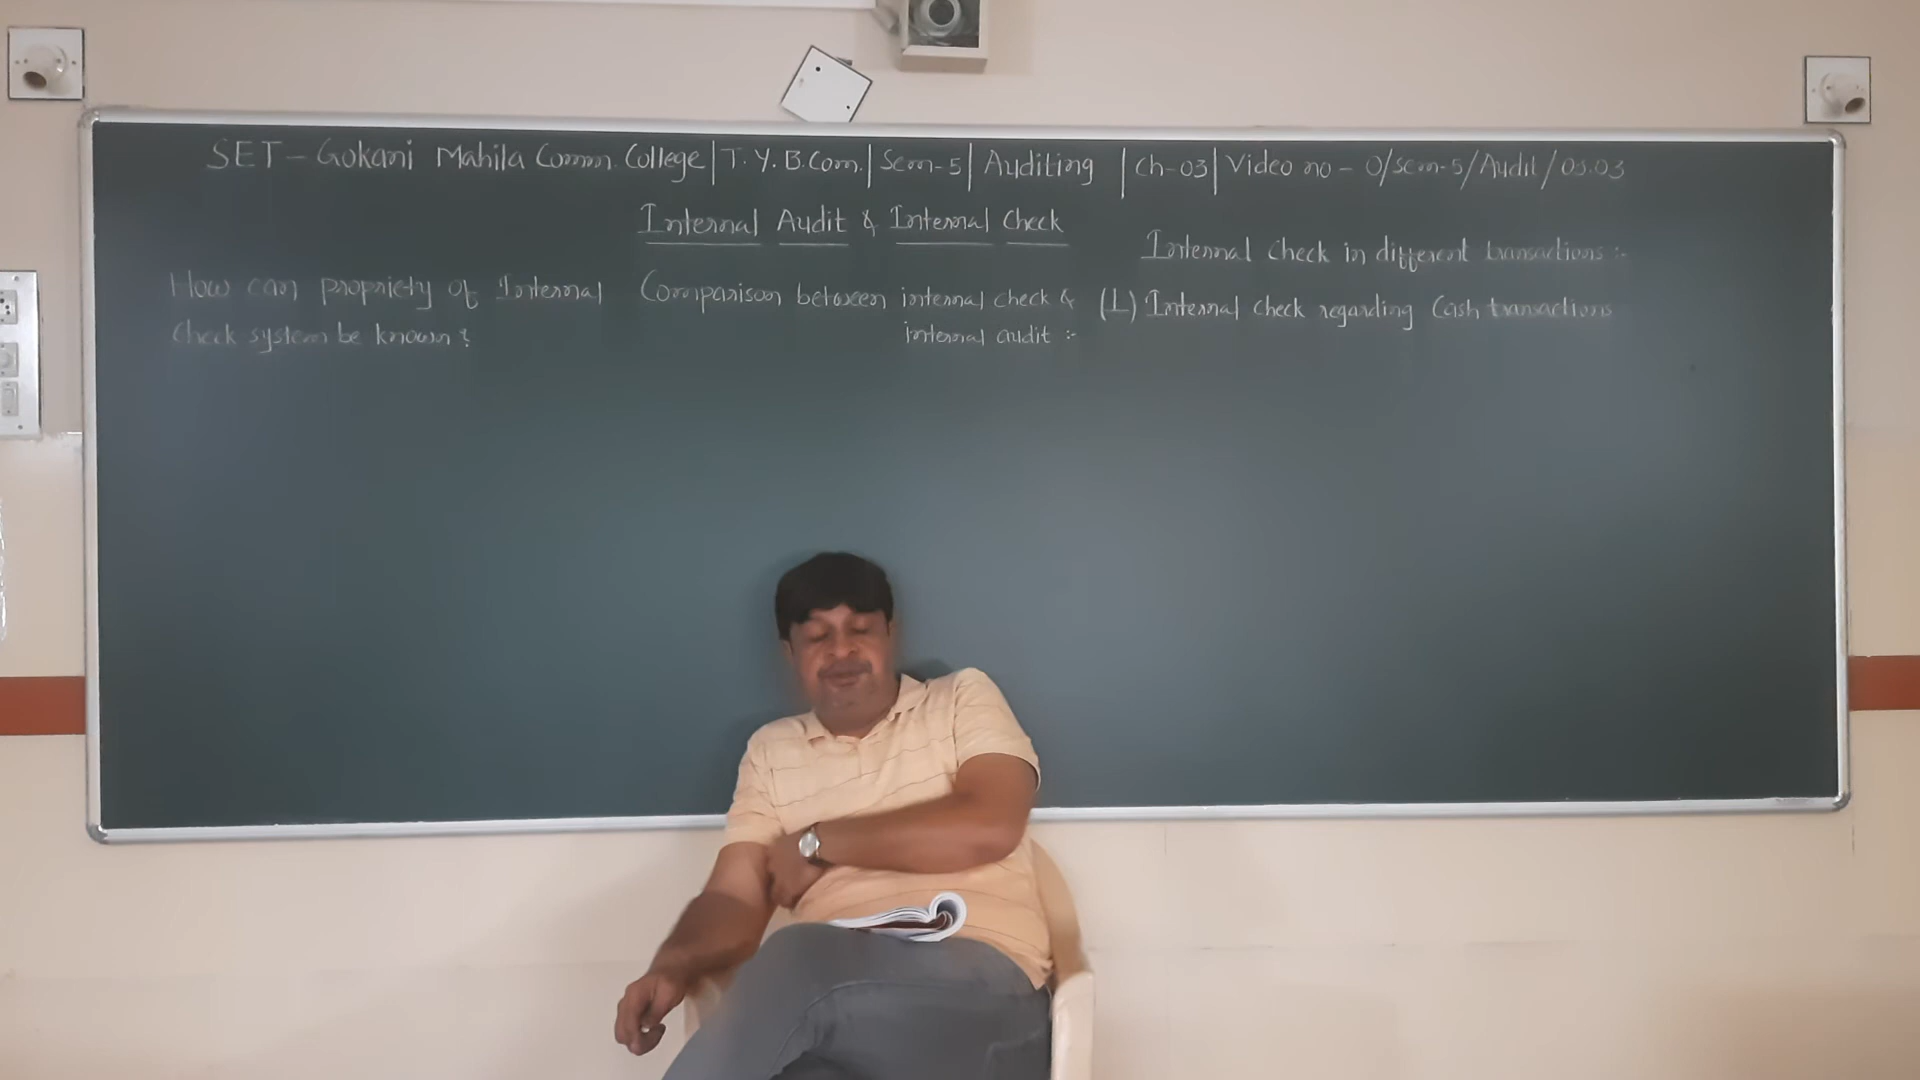 SET - Gokani Mahila Comm. College | T. Y. B.Com. | Sem-5 | Auditing | Ch-03 | Video no - O/Sem-5/Audit/03.03
Internal Audit & Internal Check
How can propriety of Internal
Check system be known?
Comparison between internal check &
internal audit :-
Internal Check in different transactions :-
(1) Internal check regarding Cash transactions